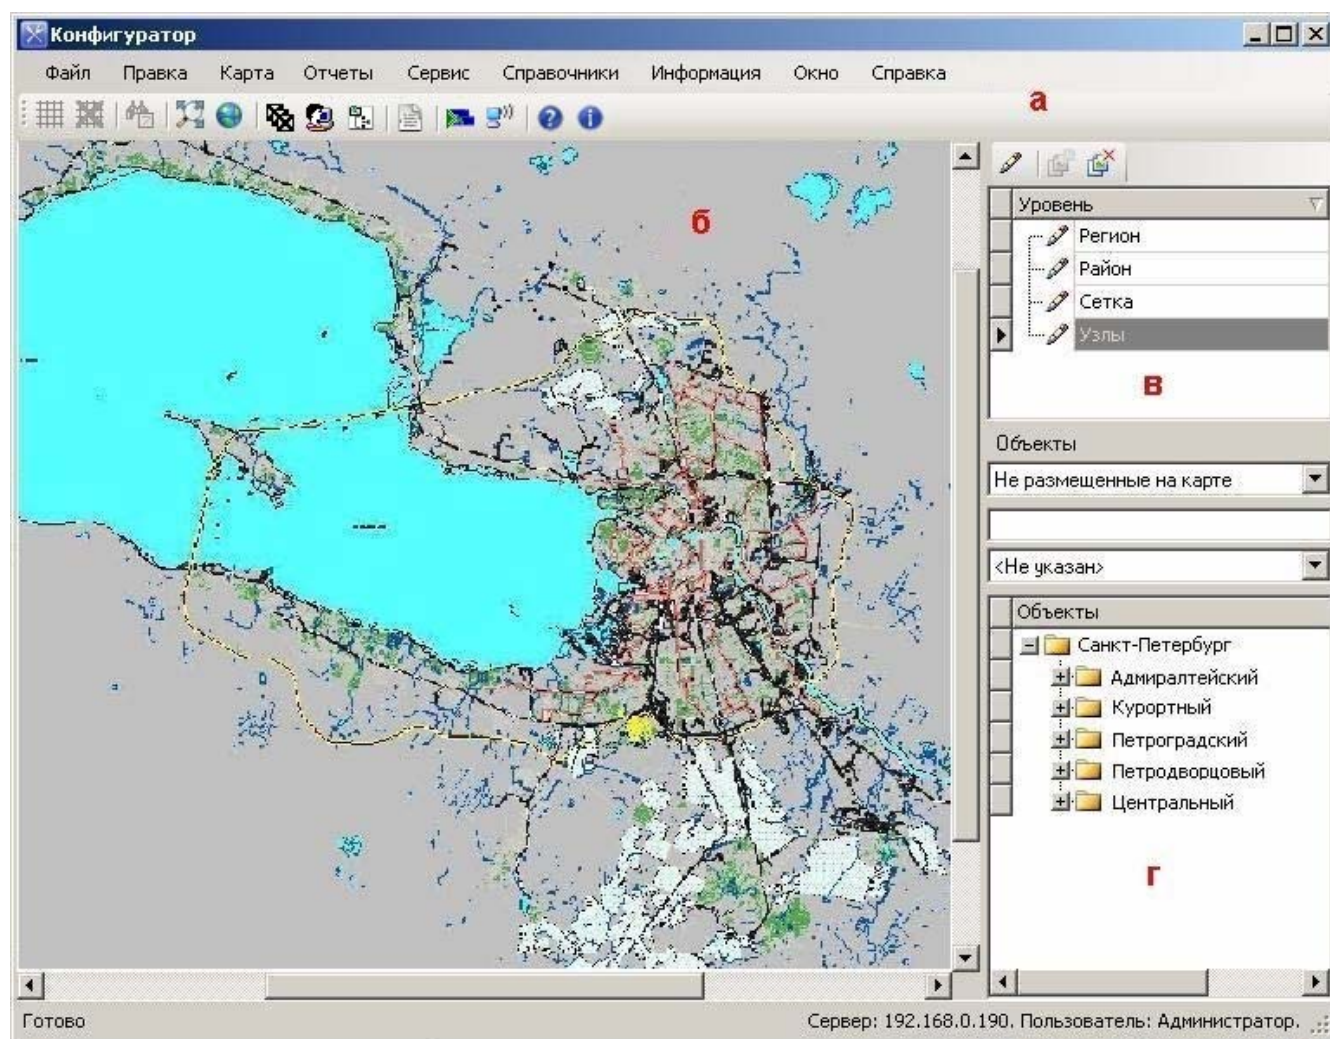 Конфигуратор
Файл Правка Карта Отчеты Сервис Справочники Информация Окно Справка
а
б
Уровень
Регион
Район
Сетка
Узлы
в
Объекты
Не размещенные на карте
<Не указан>
Объекты
Санкт-Петербург
Адмиралтейский
Курортный
Петроградский
Петродворцовый
Центральный
г
Готово
Сервер: 192.168.0.190. Пользователь: Администратор.